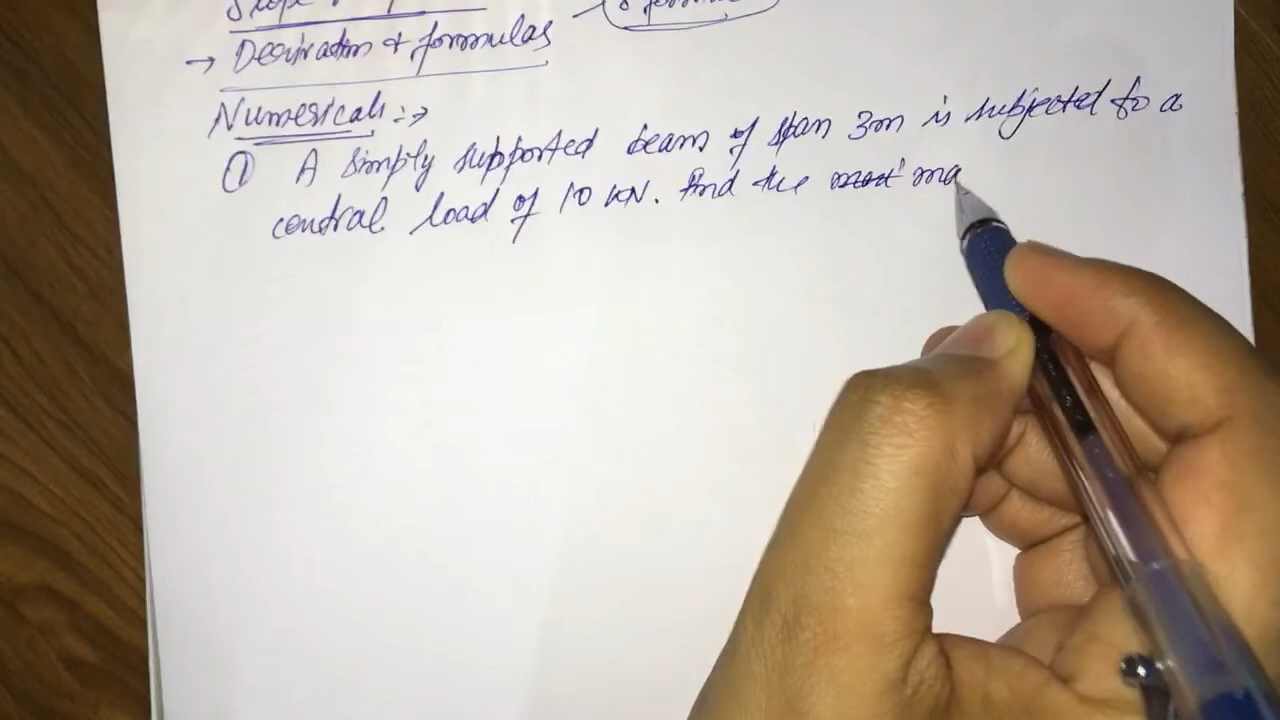 → Derivation & formulas
Numericals :→
① A simply supported beam of span 3m is subjected to a
central load of 10 kN. Find the ma